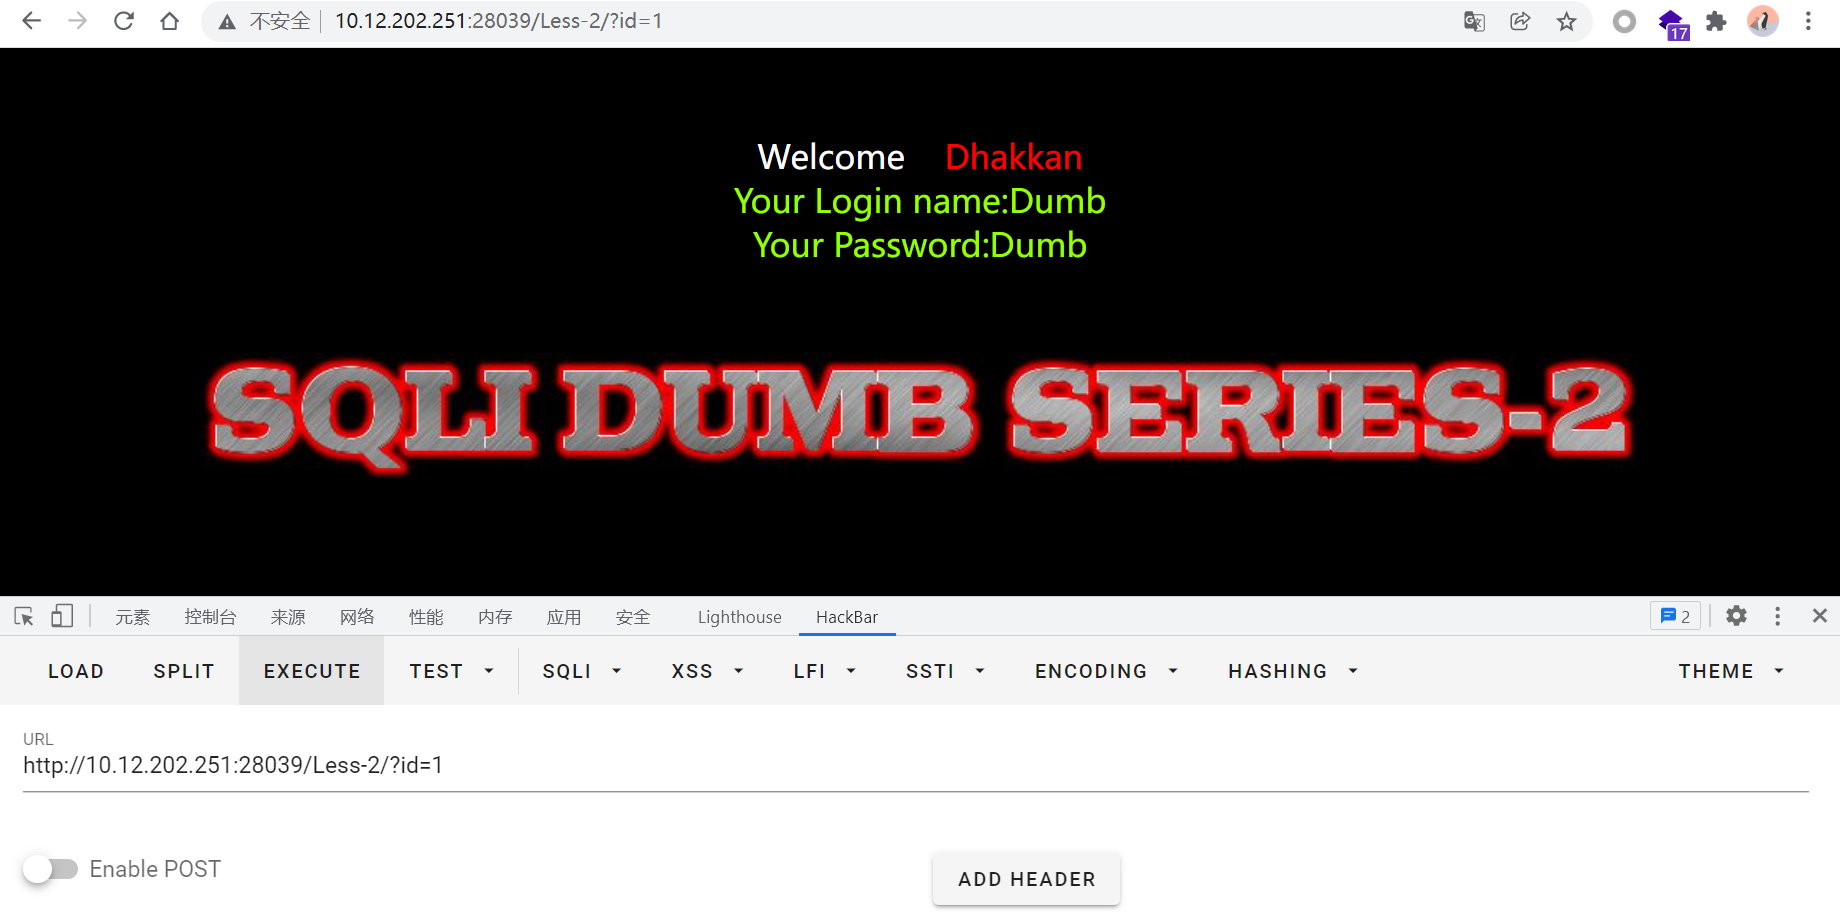 不安全 10.12.202.251:28039/Less-2/?id=1
17
Welcome Dhakkan
Your Login name:Dumb
Your Password:Dumb
SQLI DUMB SERIES-2
元素 控制台 来源 网络 性能 内存 应用 安全 Lighthouse HackBar 2
LOAD SPLIT EXECUTE TEST SQLI XSS LFI SSTI ENCODING HASHING THEME
URL
http://10.12.202.251:28039/Less-2/?id=1
Enable POST
ADD HEADER